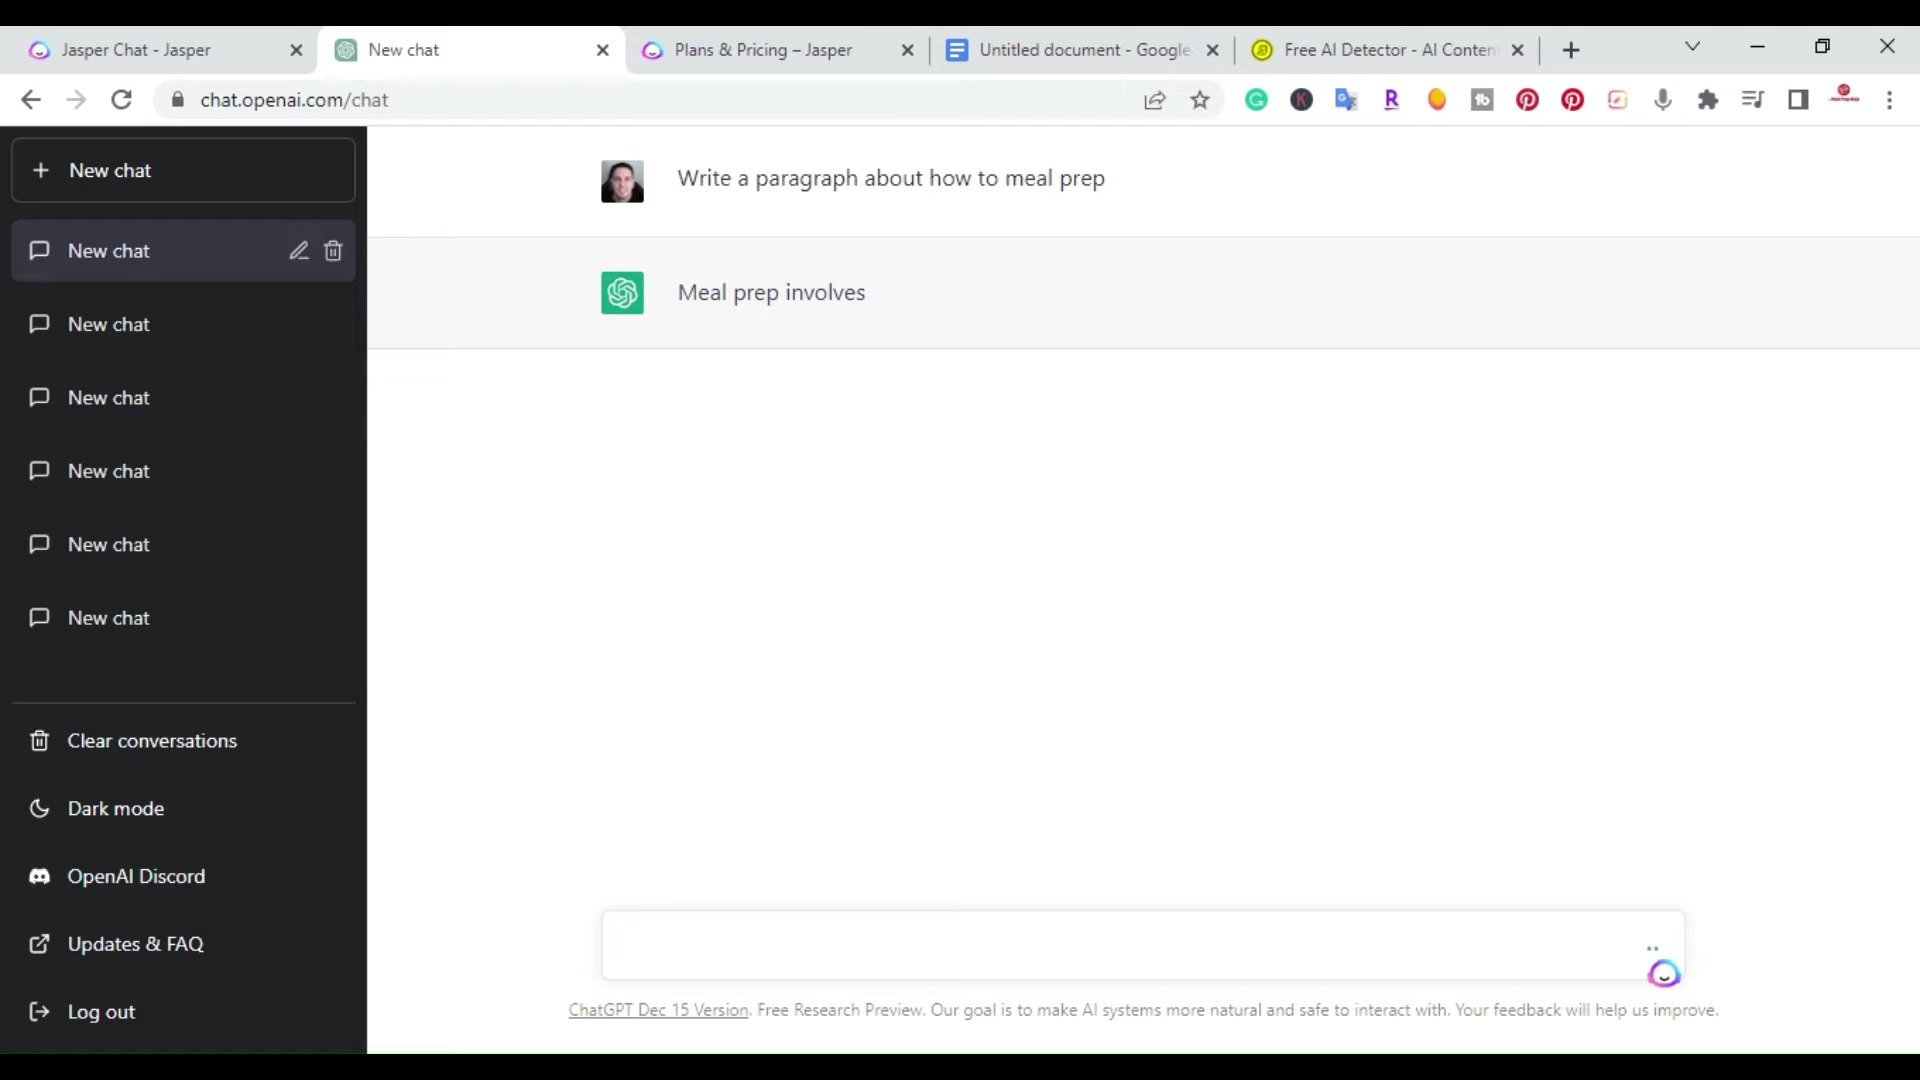 Jasper Chat - Jasper
New chat
Plans & Pricing – Jasper
Untitled document - Google
Free AI Detector - AI Conten
chat.openai.com/chat
New chat
New chat
New chat
New chat
New chat
New chat
New chat
Clear conversations
Dark mode
OpenAI Discord
Updates & FAQ
Log out
Write a paragraph about how to meal prep
Meal prep involves
ChatGPT Dec 15 Version. Free Research Preview. Our goal is to make AI systems more natural and safe to interact with. Your feedback will help us improve.